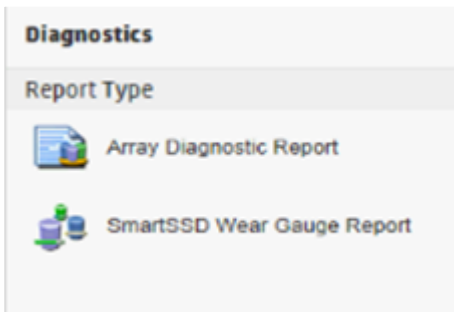 Diagnostics
Report Type
Array Diagnostic Report
SmartSSD Wear Gauge Report